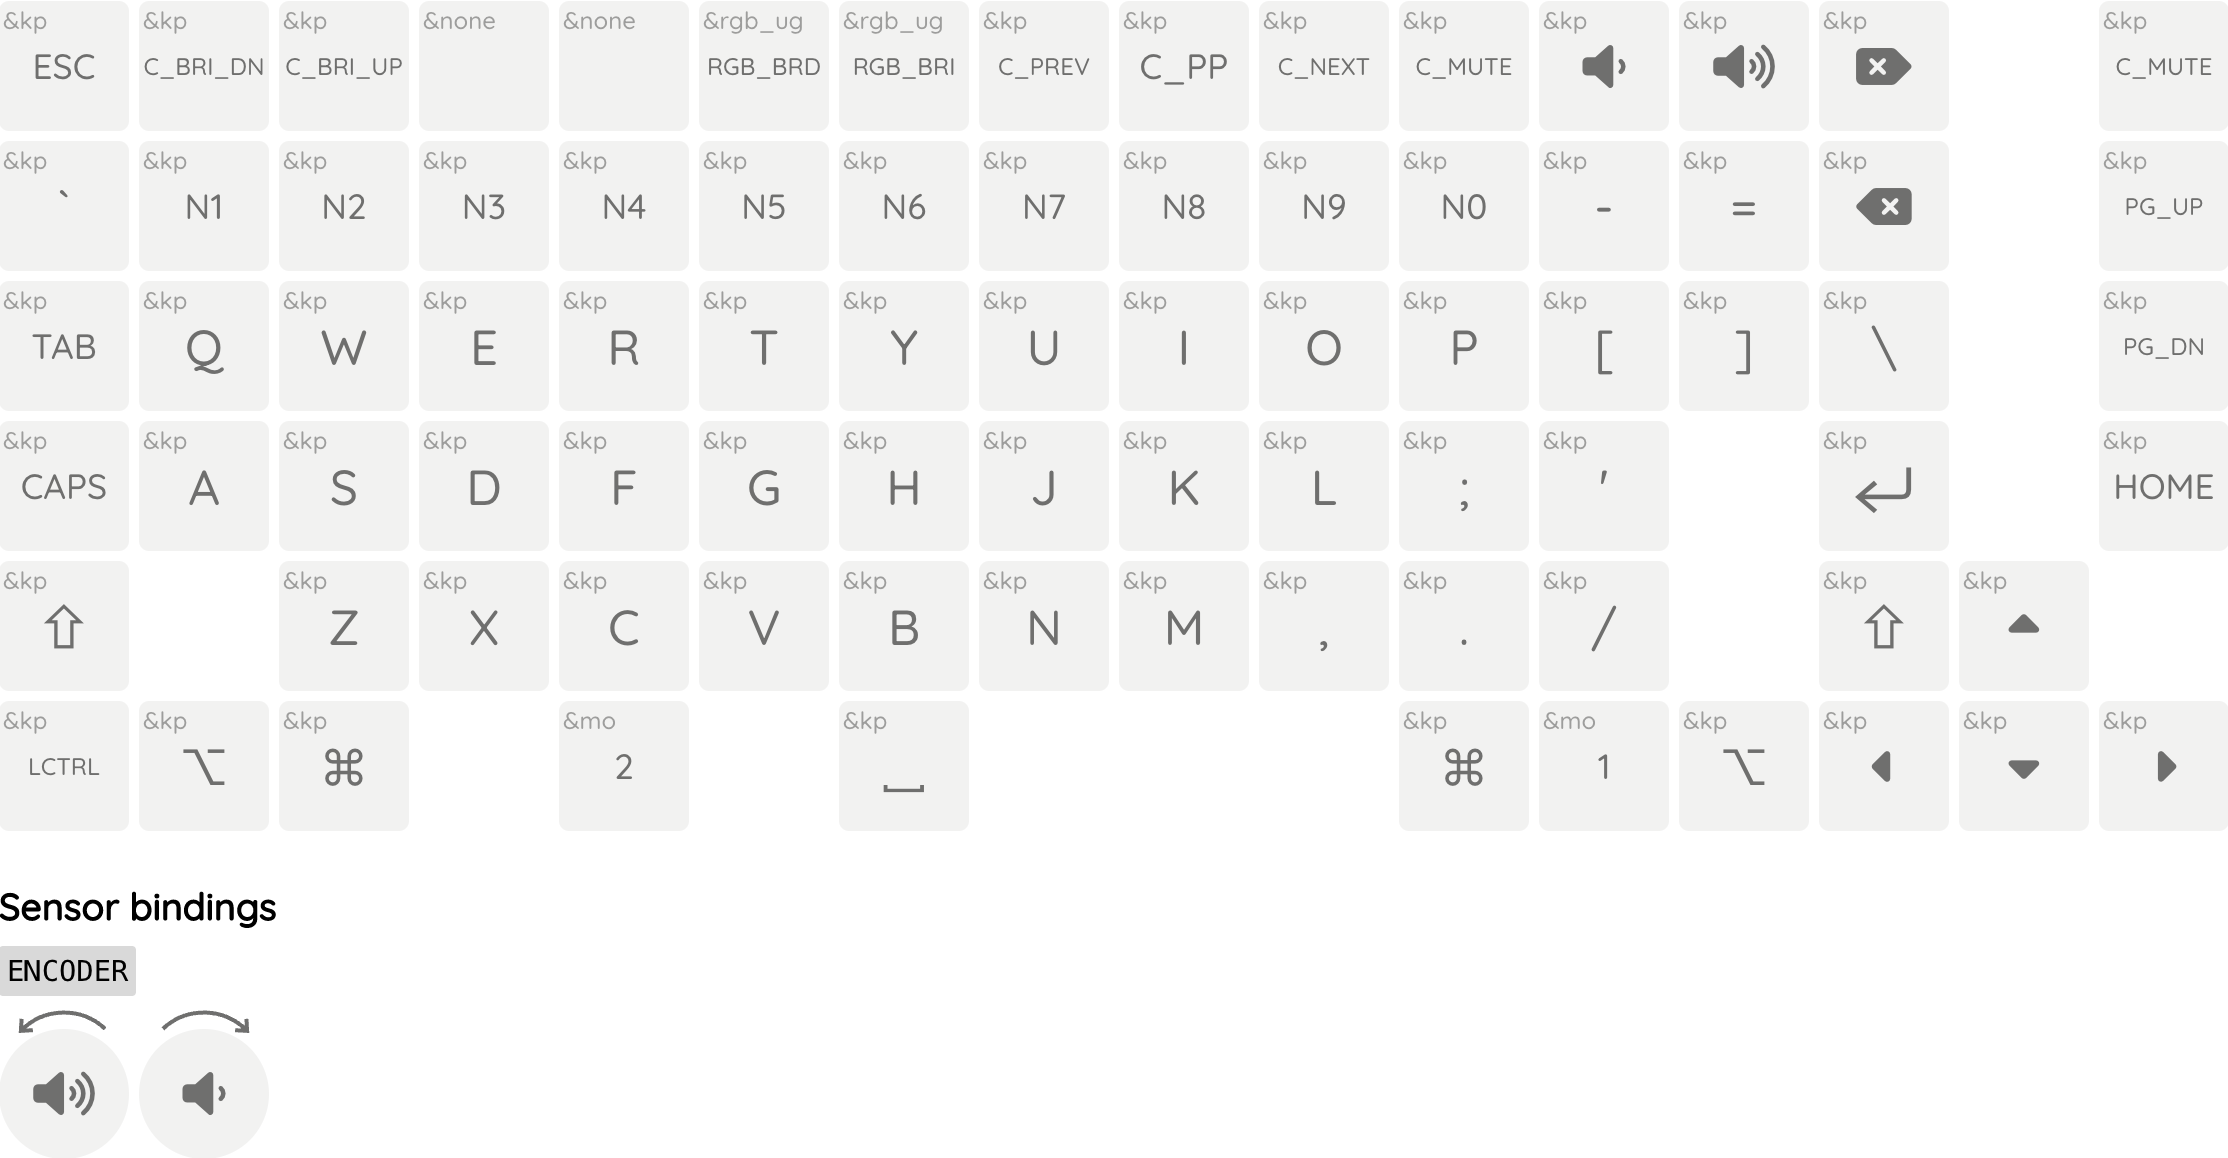 &kp &kp &kp &none &none &rgb_ug &rgb_ug &kp &kp &kp &kp &kp &kp &kp &kp
ESC C_BRI_DN C_BRI_UP RGB_BRD RGB_BRI C_PREV C_PP C_NEXT C_MUTE C_MUTE
&kp &kp &kp &kp &kp &kp &kp &kp &kp &kp &kp &kp &kp &kp &kp
` N1 N2 N3 N4 N5 N6 N7 N8 N9 N0 - = PG_UP
&kp &kp &kp &kp &kp &kp &kp &kp &kp &kp &kp &kp &kp &kp &kp
TAB Q W E R T Y U I O P [ ] \ PG_DN
&kp &kp &kp &kp &kp &kp &kp &kp &kp &kp &kp &kp &kp &kp
CAPS A S D F G H J K L ; ' HOME
&kp &kp &kp &kp &kp &kp &kp &kp &kp &kp &kp &kp &kp
Z X C V B N M , . /
&kp &kp &kp &mo &kp &kp &mo &kp &kp &kp &kp
LCTRL ⌥ ⌘ 2 ⌘ 1 ⌥
Sensor bindings
ENCODER